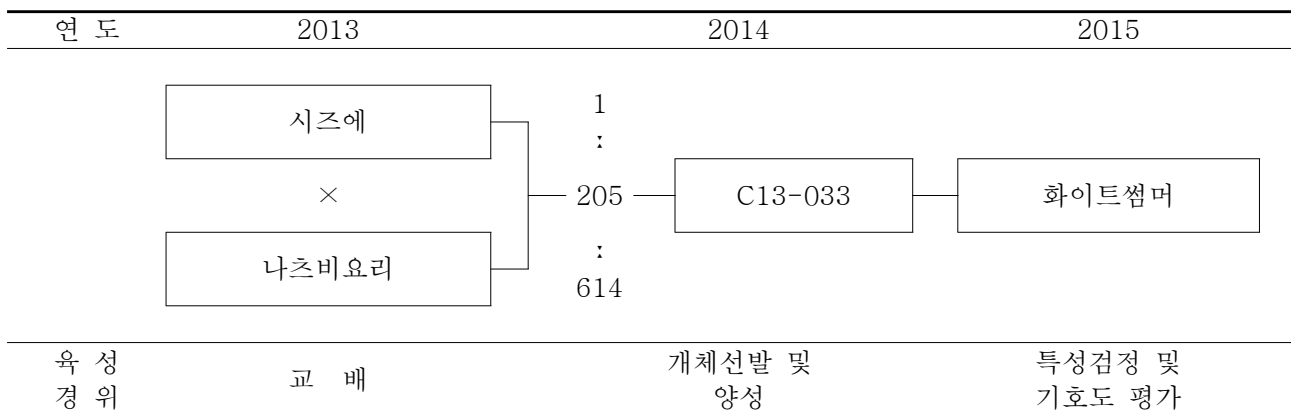 연 도 2013 2014 2015
1
:
시즈에
× 205 C13-033 화이트썸머
나츠비요리
:
614
육 성 교 배 개체선발 및 특성검정 및
경 위 양성 기호도 평가